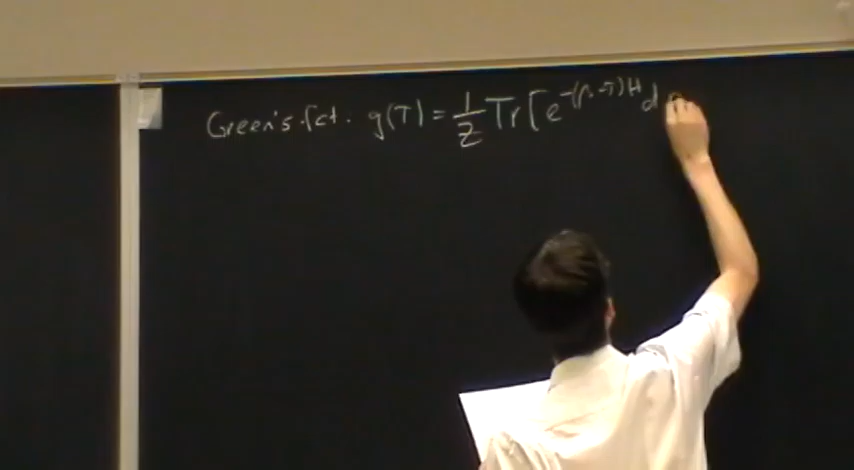 Green's fct. g(τ) = 1/Z Tr[e^{-(β-τ)H} d